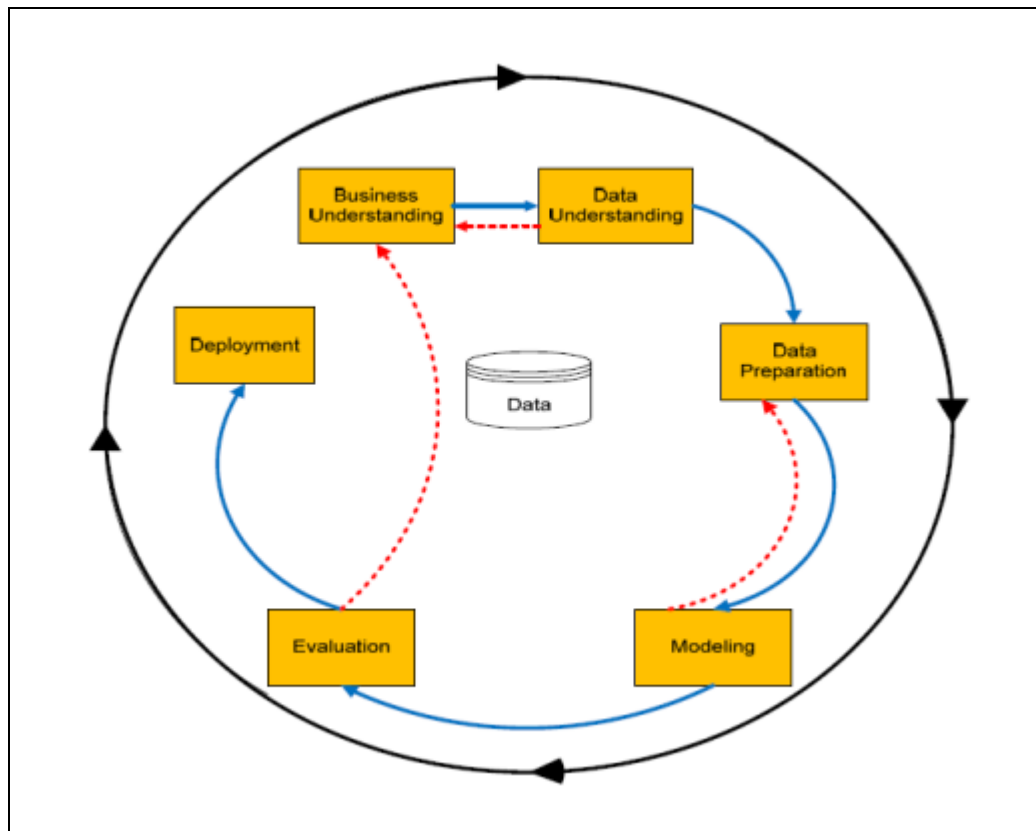 Business
Understanding
Data
Understanding
Deployment
Data
Preparation
Data
Evaluation
Modeling